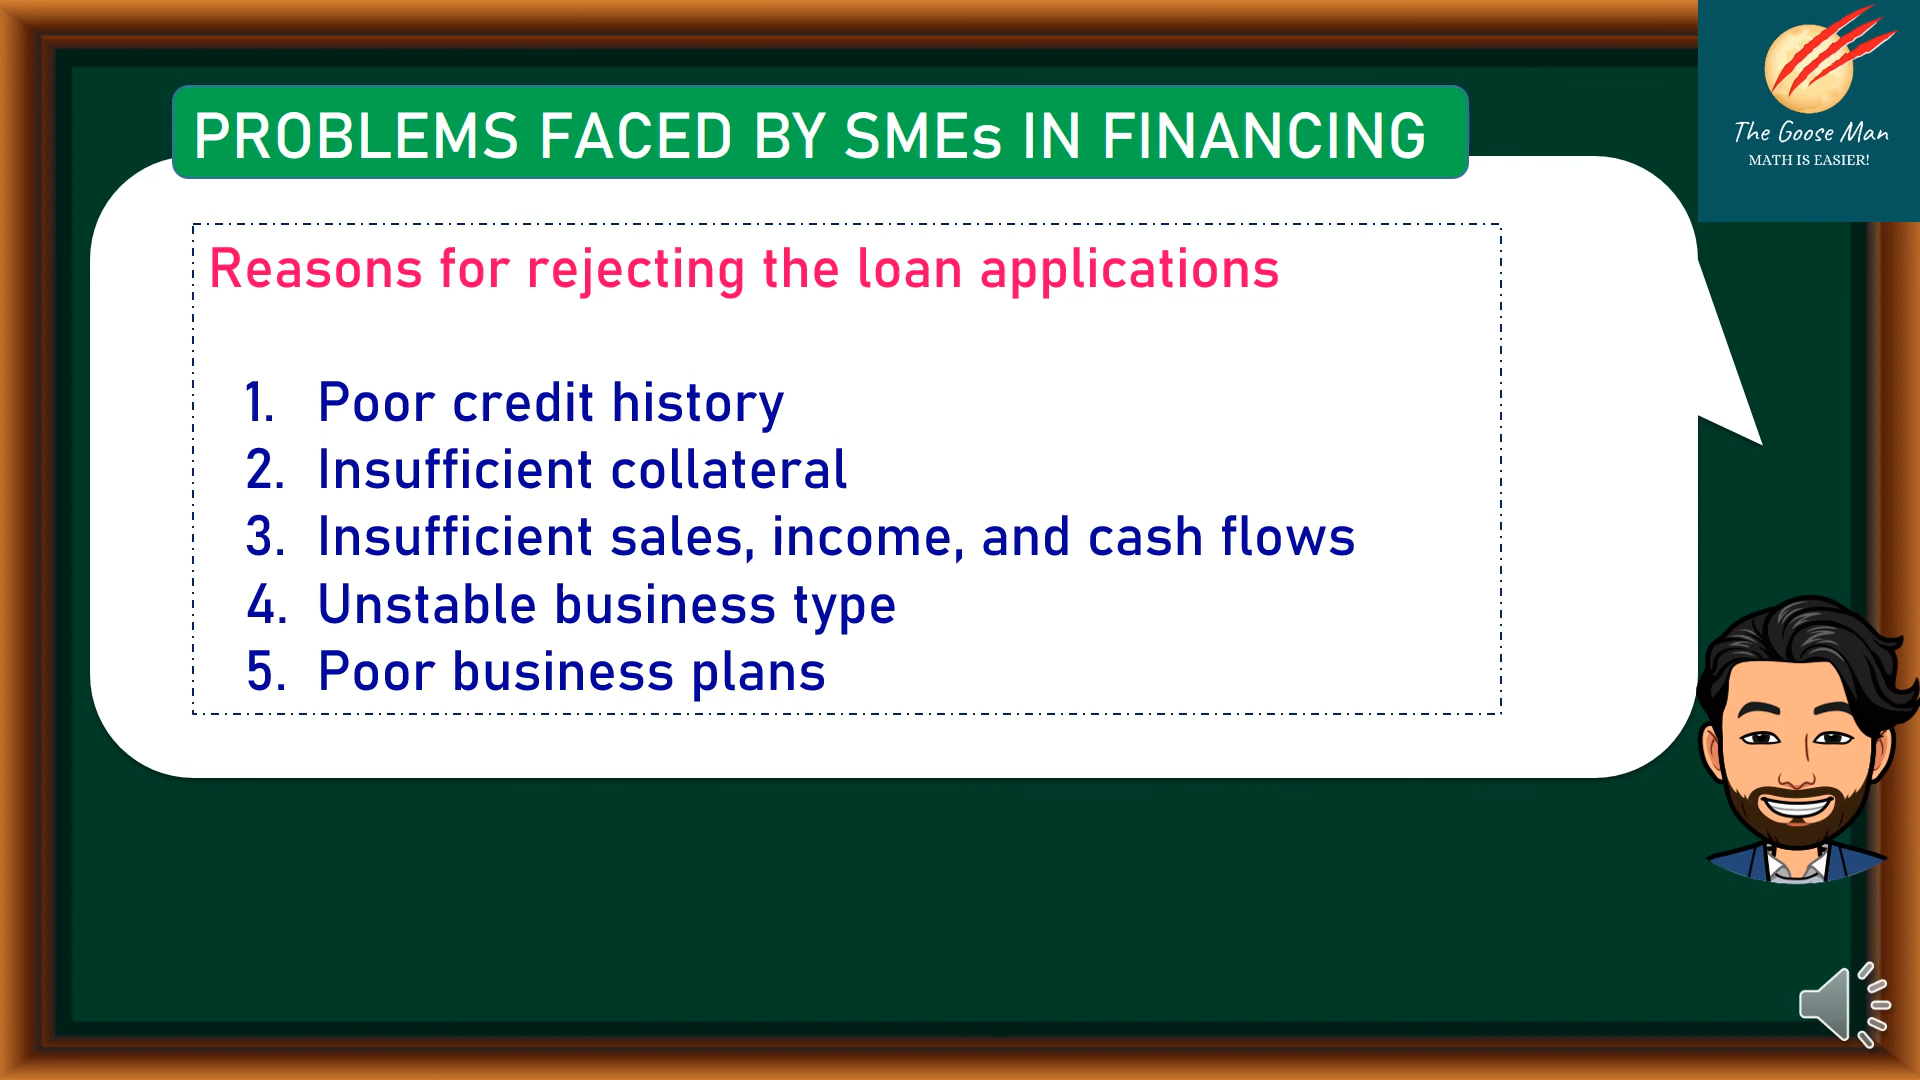 The Goose Man
MATH IS EASIER!
PROBLEMS FACED BY SMEs IN FINANCING
Reasons for rejecting the loan applications
1. Poor credit history
2. Insufficient collateral
3. Insufficient sales, income, and cash flows
4. Unstable business type
5. Poor business plans